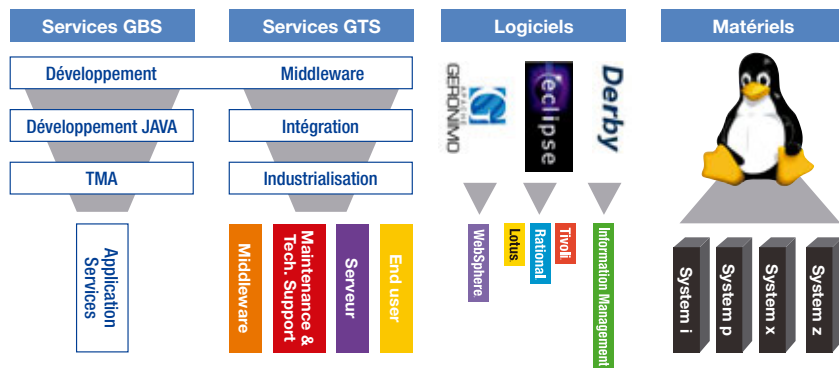 Services GBS
Services GTS
Logiciels
Matériels
Développement
Middleware
Développement JAVA
Intégration
TMA
Industrialisation
APACHE
GERONIMO
eclipse
Derby
Application
Services
Middleware
Maintenance &
Tech. Support
Serveur
End user
WebSphere
Lotus
Rational
Tivoli
Information Management
System i
System p
System x
System z